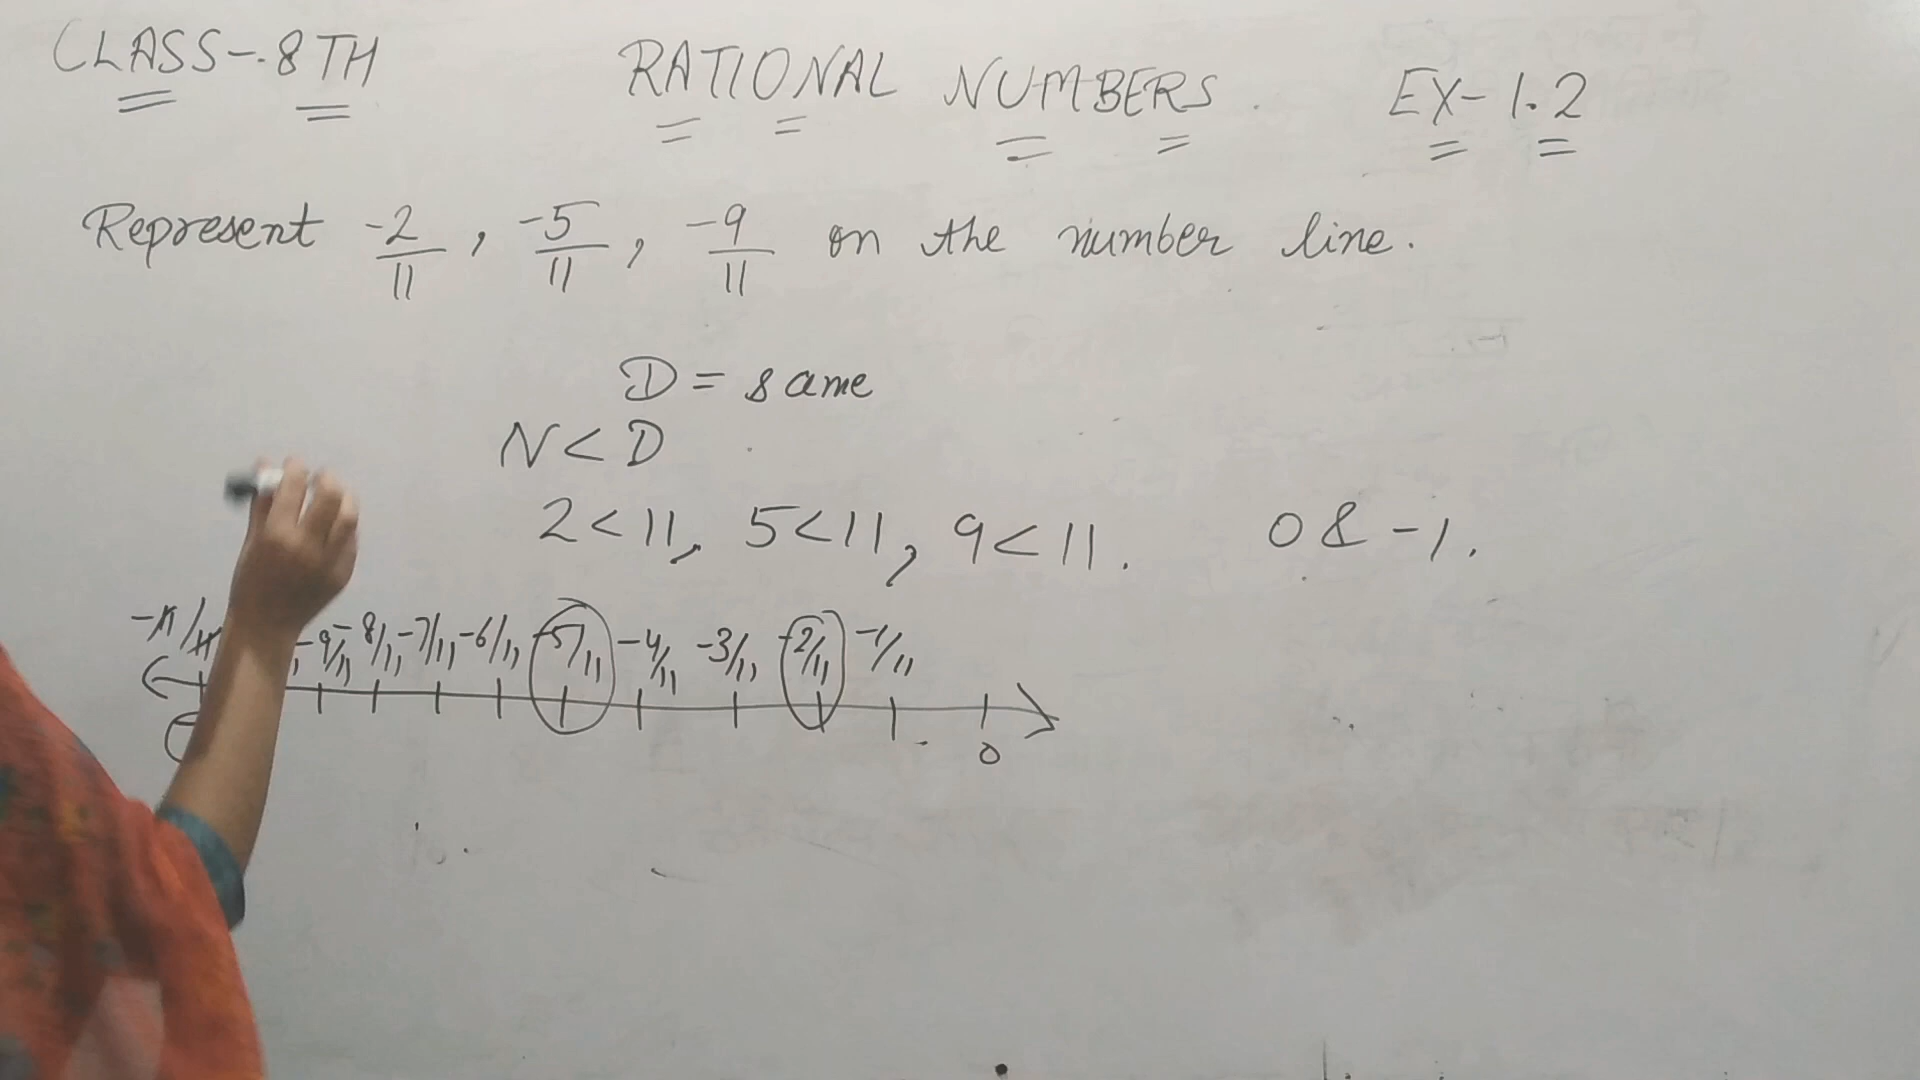 CLASS-8TH RATIONAL NUMBERS EX-1.2
Represent -2/11, -5/11, -9/11 on the number line.
D = same
N < D
2 < 11, 5 < 11, 9 < 11. 0 & -1.
-11/11 -9/11 -8/11 -7/11 -6/11 -5/11 -4/11 -3/11 -2/11 -1/11
0